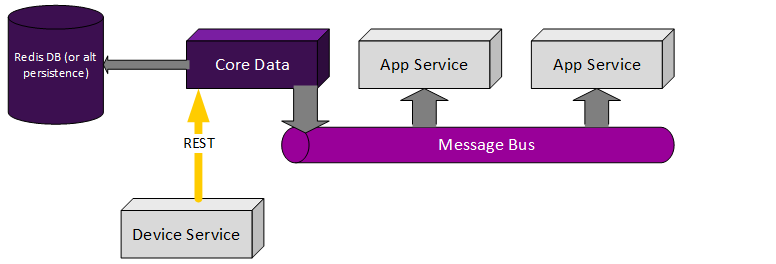 Redis DB (or alt
persistence)
Core Data
App Service
App Service
Message Bus
REST
Device Service